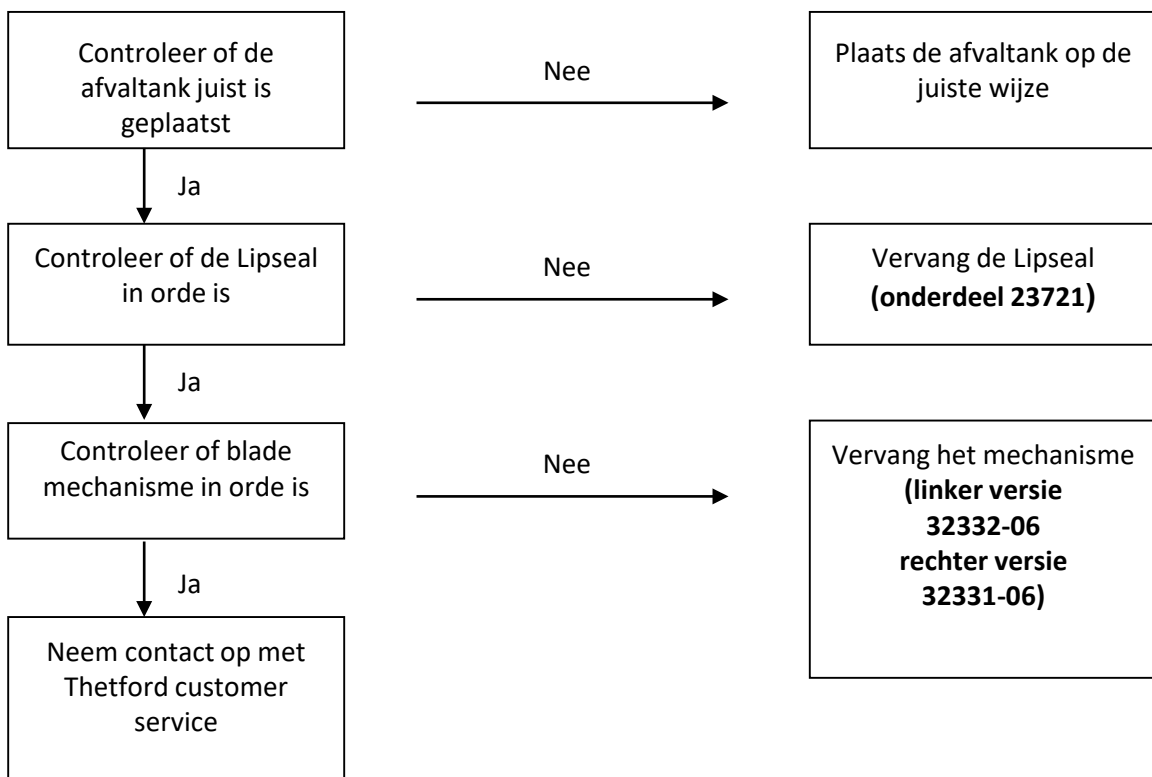 Controleer of de
afvaltank juist is
geplaatst
Nee
Plaats de afvaltank op de
juiste wijze
Ja
Controleer of de Lipseal
in orde is
Nee
Vervang de Lipseal
(onderdeel 23721)
Ja
Controleer of blade
mechanisme in orde is
Nee
Vervang het mechanisme
(linker versie
32332-06
rechter versie
32331-06)
Ja
Neem contact op met
Thetford customer
service